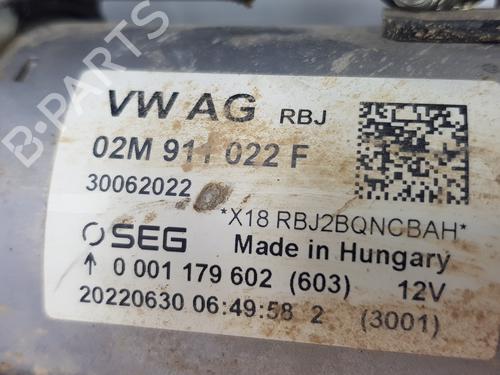 VW AG RBJ
02M 911 022 F
30062022
*X18 RBJ2BQNCBAH*
SEG Made in Hungary
↑ 0 001 179 602 (603) 12V
20220630 06:49:58 2 (3001)
B-PARTS